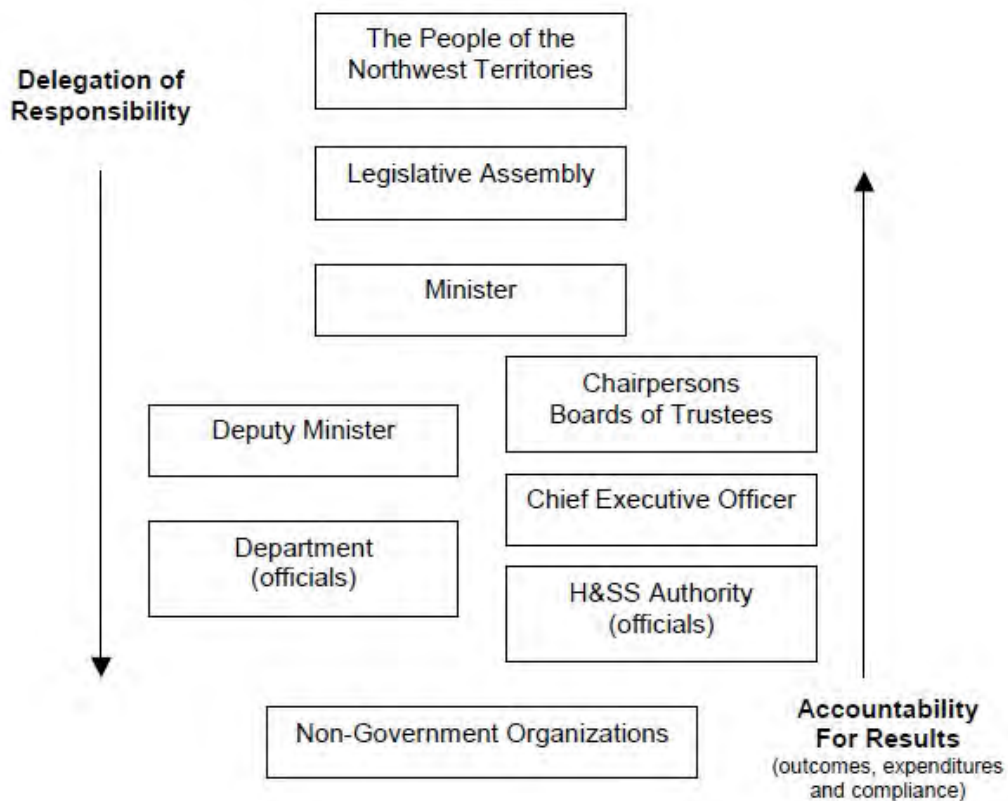 The People of the
Northwest Territories
Delegation of
Responsibility
Legislative Assembly
Minister
Chairpersons
Boards of Trustees
Deputy Minister
Chief Executive Officer
Department
(officials)
H&SS Authority
(officials)
Non-Government Organizations
Accountability
For Results
(outcomes, expenditures
and compliance)